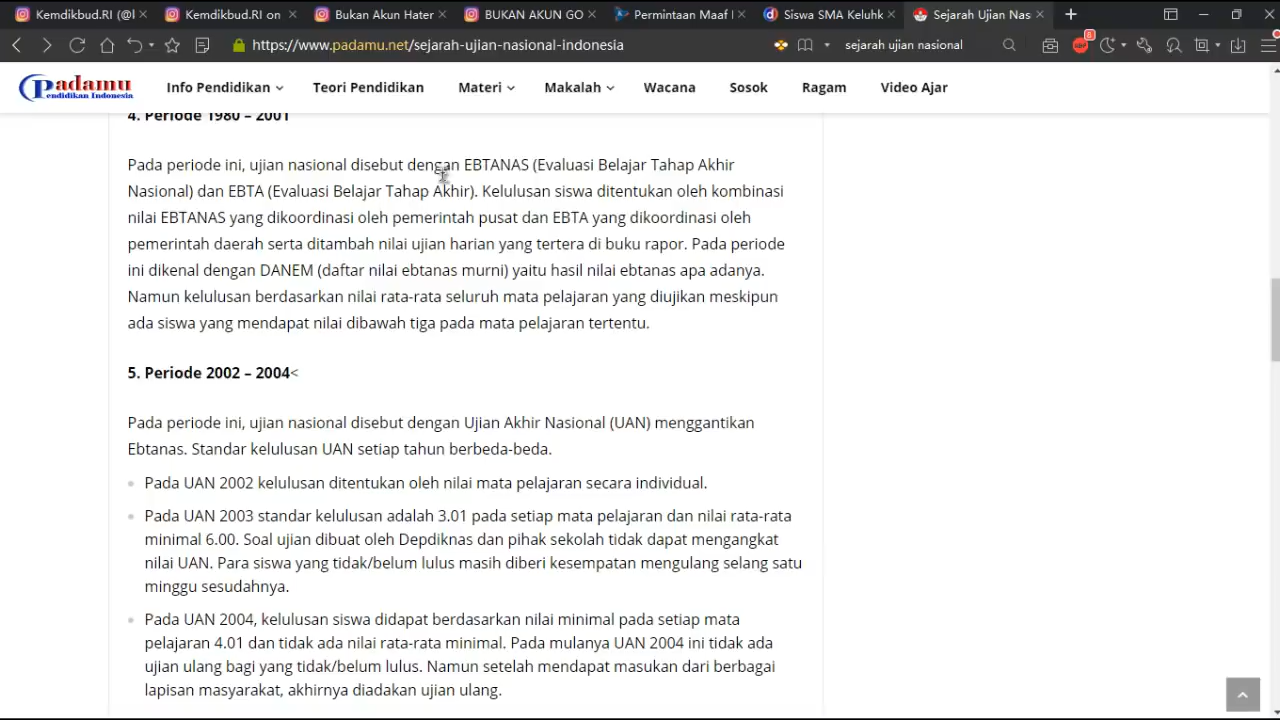 Kemdikbud.RI (@l
Kemdikbud.RI on
Bukan Akun Hater
BUKAN AKUN GO
Permintaan Maaf
Siswa SMA Keluhk
Sejarah Ujian Nas
https://www.padamu.net/sejarah-ujian-nasional-indonesia
sejarah ujian nasional
8
Padamu
Pendidikan Indonesia
Info Pendidikan
Teori Pendidikan
Materi
Makalah
Wacana
Sosok
Ragam
Video Ajar
4. Periode 1980 – 2001
Pada periode ini, ujian nasional disebut dengan EBTANAS (Evaluasi Belajar Tahap Akhir
Nasional) dan EBTA (Evaluasi Belajar Tahap Akhir). Kelulusan siswa ditentukan oleh kombinasi
nilai EBTANAS yang dikoordinasi oleh pemerintah pusat dan EBTA yang dikoordinasi oleh
pemerintah daerah serta ditambah nilai ujian harian yang tertera di buku rapor. Pada periode
ini dikenal dengan DANEM (daftar nilai ebtanas murni) yaitu hasil nilai ebtanas apa adanya.
Namun kelulusan berdasarkan nilai rata-rata seluruh mata pelajaran yang diujikan meskipun
ada siswa yang mendapat nilai dibawah tiga pada mata pelajaran tertentu.
5. Periode 2002 – 2004<
Pada periode ini, ujian nasional disebut dengan Ujian Akhir Nasional (UAN) menggantikan
Ebtanas. Standar kelulusan UAN setiap tahun berbeda-beda.
Pada UAN 2002 kelulusan ditentukan oleh nilai mata pelajaran secara individual.
Pada UAN 2003 standar kelulusan adalah 3.01 pada setiap mata pelajaran dan nilai rata-rata
minimal 6.00. Soal ujian dibuat oleh Depdiknas dan pihak sekolah tidak dapat mengangkat
nilai UAN. Para siswa yang tidak/belum lulus masih diberi kesempatan mengulang selang satu
minggu sesudahnya.
Pada UAN 2004, kelulusan siswa didapat berdasarkan nilai minimal pada setiap mata
pelajaran 4.01 dan tidak ada nilai rata-rata minimal. Pada mulanya UAN 2004 ini tidak ada
ujian ulang bagi yang tidak/belum lulus. Namun setelah mendapat masukan dari berbagai
lapisan masyarakat, akhirnya diadakan ujian ulang.